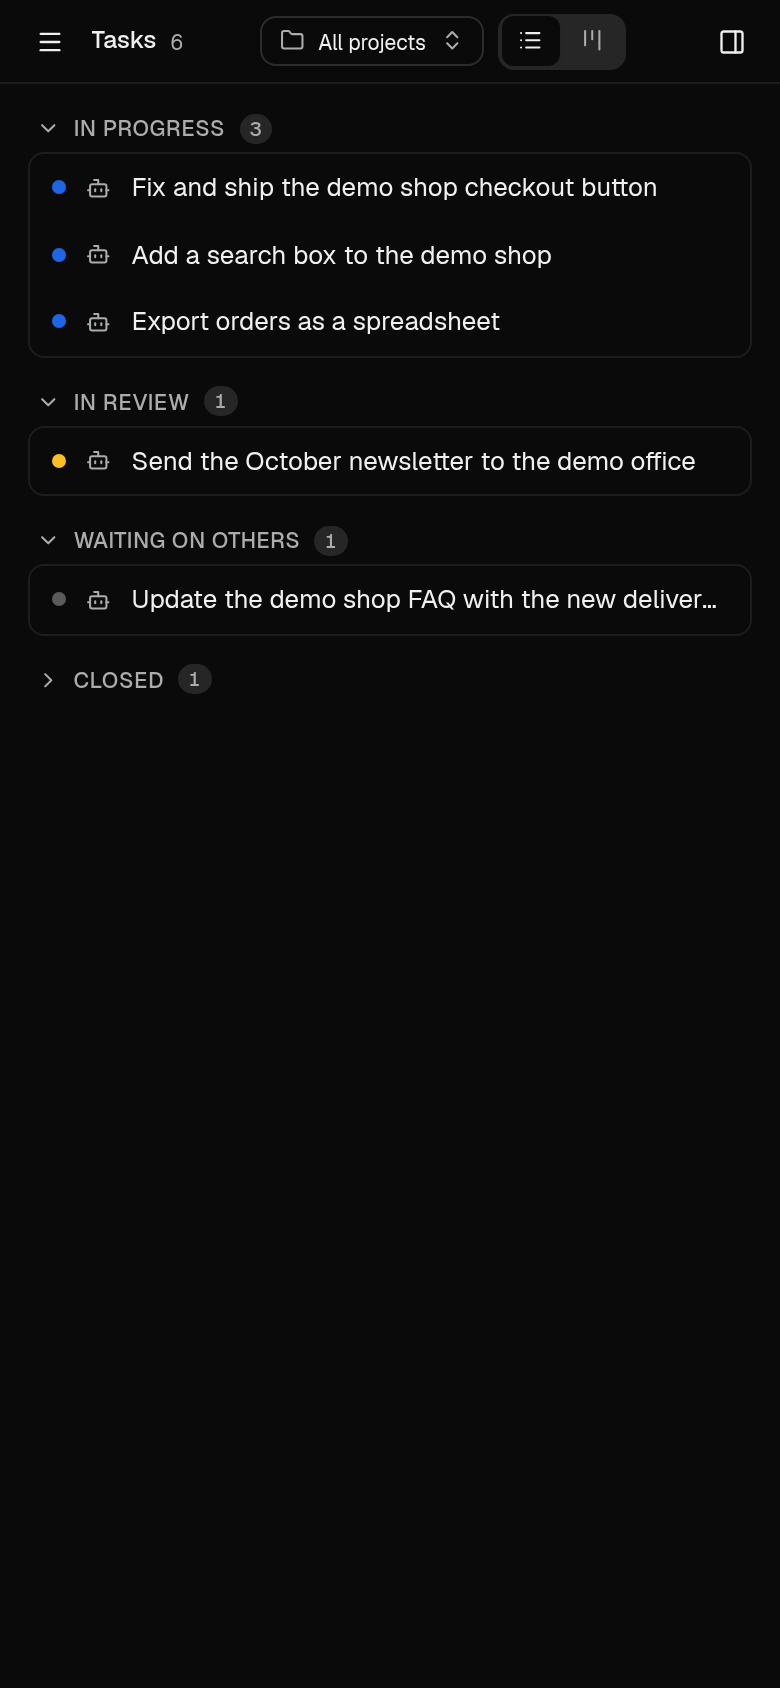 Tasks 6 All projects
IN PROGRESS 3
Fix and ship the demo shop checkout button
Add a search box to the demo shop
Export orders as a spreadsheet
IN REVIEW 1
Send the October newsletter to the demo office
WAITING ON OTHERS 1
Update the demo shop FAQ with the new deliver...
CLOSED 1